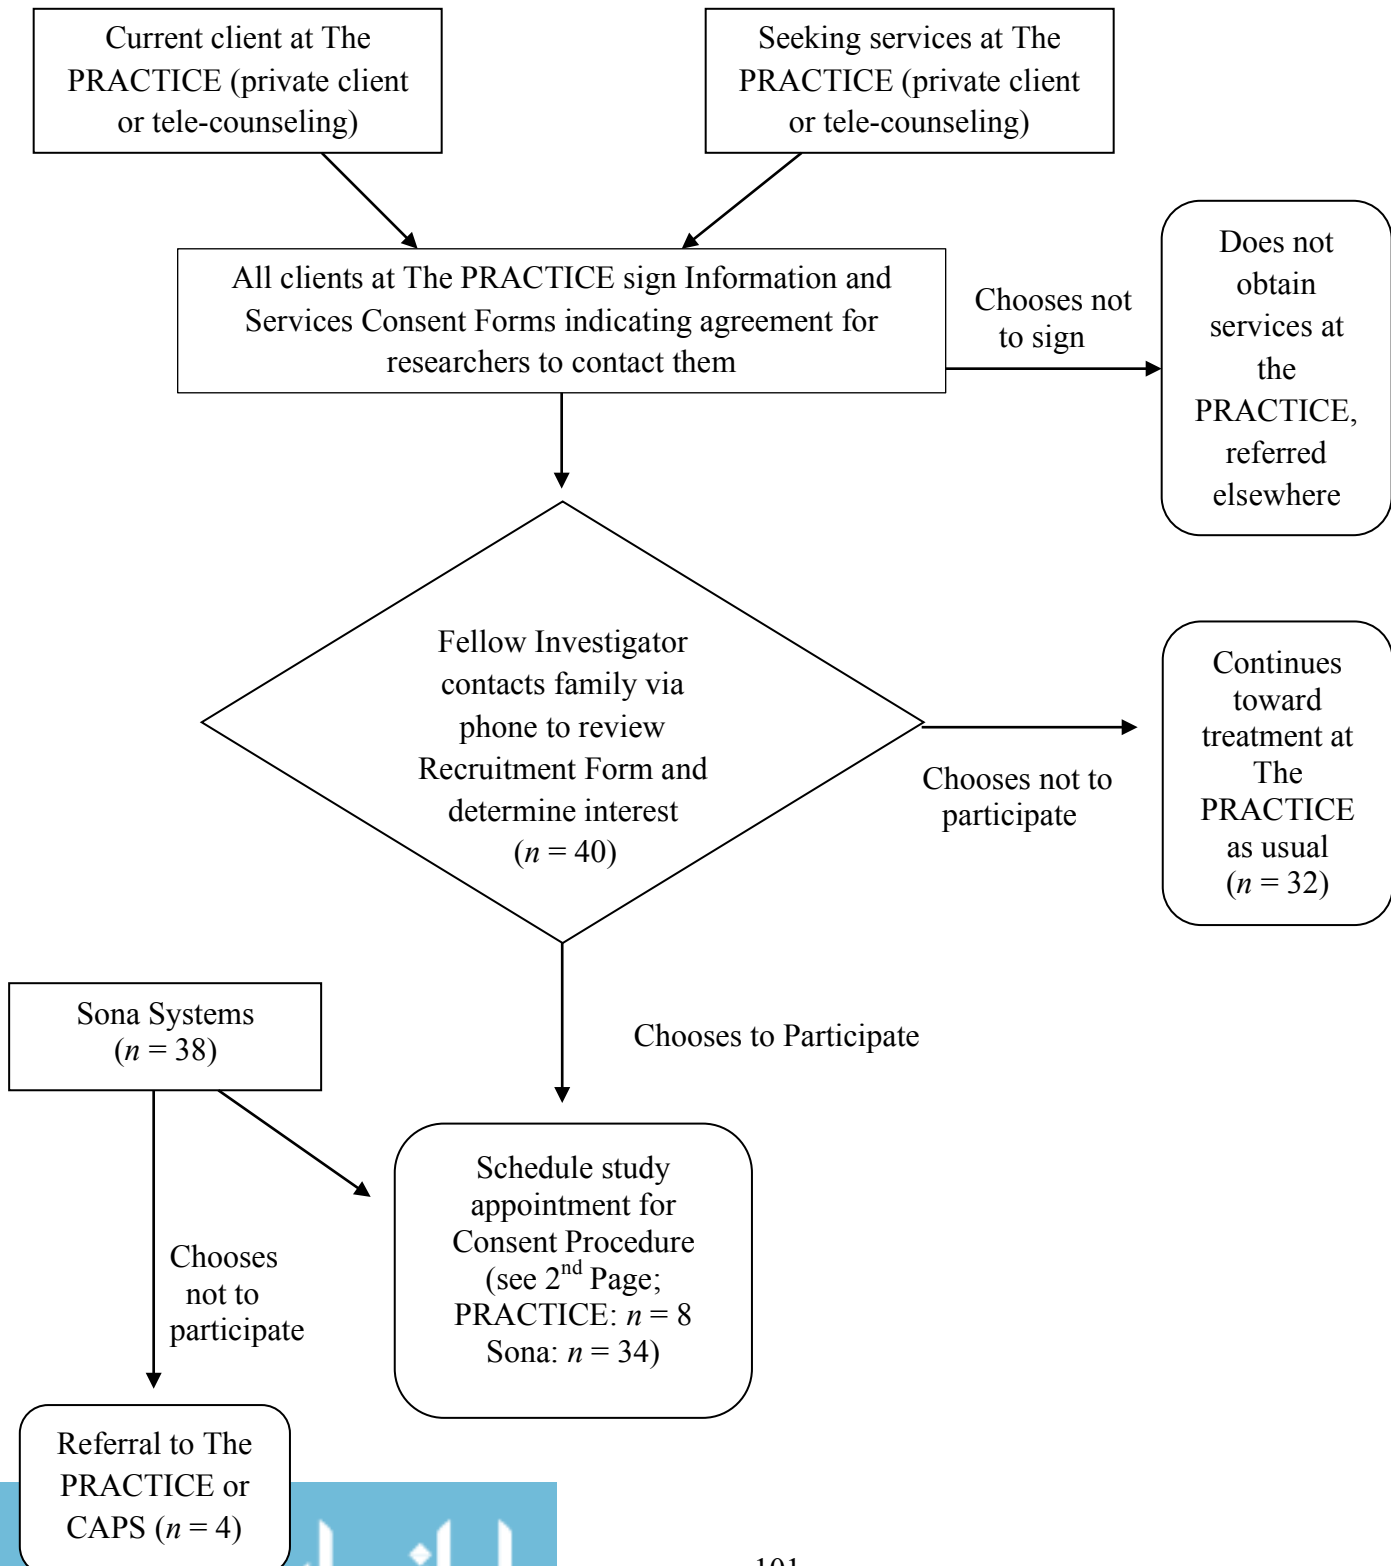 Current client at The
PRACTICE (private client
or tele-counseling)
Seeking services at The
PRACTICE (private client
or tele-counseling)
All clients at The PRACTICE sign Information and
Services Consent Forms indicating agreement for
researchers to contact them
Chooses not
to sign
Does not
obtain
services at
the
PRACTICE,
referred
elsewhere
Fellow Investigator
contacts family via
phone to review
Recruitment Form and
determine interest
(n = 40)
Chooses not to
participate
Continues
toward
treatment at
The
PRACTICE
as usual
(n = 32)
Chooses to Participate
Sona Systems
(n = 38)
Chooses
not to
participate
Schedule study
appointment for
Consent Procedure
(see 2nd Page;
PRACTICE: n = 8
Sona: n = 34)
Referral to The
PRACTICE or
CAPS (n = 4)
101